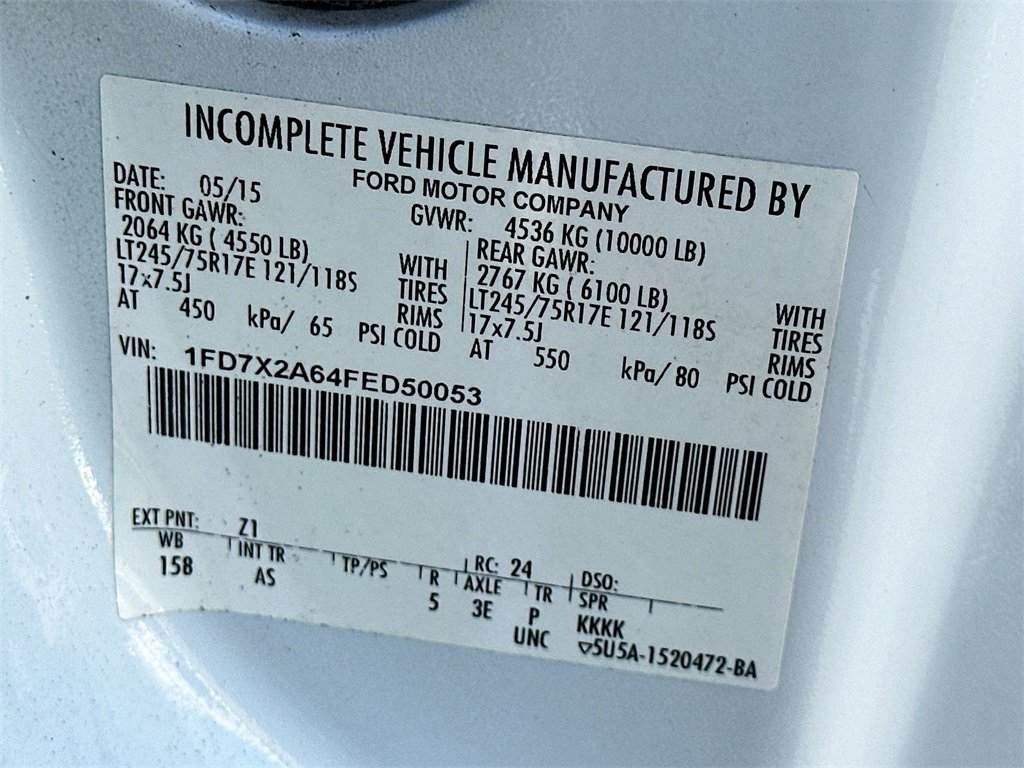 INCOMPLETE VEHICLE MANUFACTURED BY
FORD MOTOR COMPANY
DATE: 05/15 GVWR: 4536 KG (10000 LB)
FRONT GAWR: REAR GAWR:
2064 KG ( 4550 LB) WITH 2767 KG ( 6100 LB) WITH
LT245/75R17E 121/118S TIRES LT245/75R17E 121/118S TIRES
17x7.5J RIMS 17x7.5J RIMS
AT 450 kPa/ 65 PSI COLD AT 550 kPa/ 80 PSI COLD
VIN: 1FD7X2A64FED50053
EXT PNT: Z1 RC: 24 DSO:
WB INT TR TP/PS R AXLE TR SPR
158 AS 5 3E P KKKK
UNC ▽5U5A-1520472-BA